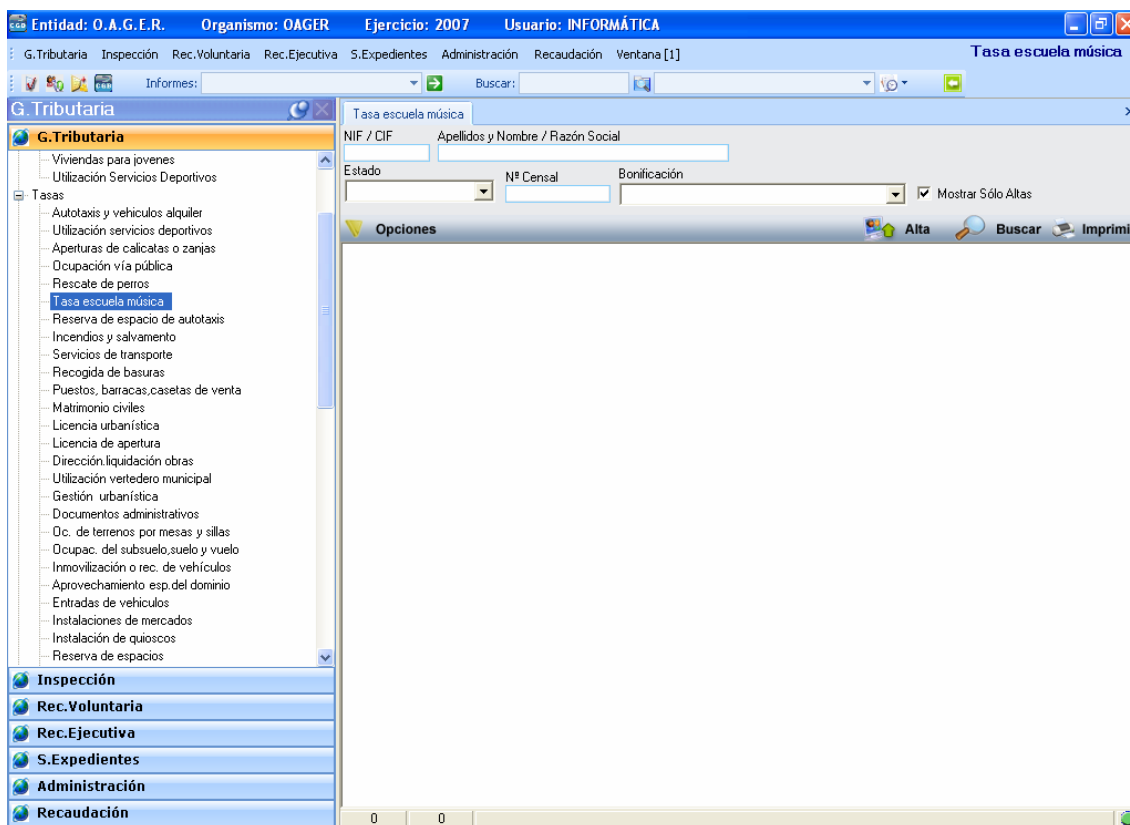 Entidad: O.A.G.E.R. Organismo: OAGER Ejercicio: 2007 Usuario: INFORMÁTICA
G.Tributaria Inspección Rec.Voluntaria Rec.Ejecutiva S.Expedientes Administración Recaudación Ventana [1] Tasa escuela música
Informes: Buscar:
G.Tributaria
Tasa escuela música
G.Tributaria
Viviendas para jovenes
Utilización Servicios Deportivos
Tasas
Autotaxis y vehiculos alquiler
Utilización servicios deportivos
Aperturas de calicatas o zanjas
Ocupación vía pública
Rescate de perros
Tasa escuela música
Reserva de espacio de autotaxis
Incendios y salvamento
Servicios de transporte
Recogida de basuras
Puestos, barracas,casetas de venta
Matrimonio civiles
Licencia urbanística
Licencia de apertura
Dirección.liquidación obras
Utilización vertedero municipal
Gestión urbanística
Documentos administrativos
Oc. de terrenos por mesas y sillas
Ocupac. del subsuelo,suelo y vuelo
Inmovilización o rec. de vehículos
Aprovechamiento esp.del dominio
Entradas de vehiculos
Instalaciones de mercados
Instalación de quioscos
Reserva de espacios
Inspección
Rec.Voluntaria
Rec.Ejecutiva
S.Expedientes
Administración
Recaudación
NIF / CIF Apellidos y Nombre / Razón Social
Estado Nº Censal Bonificación
Mostrar Sólo Altas
Opciones Alta Buscar Imprimi
0 0